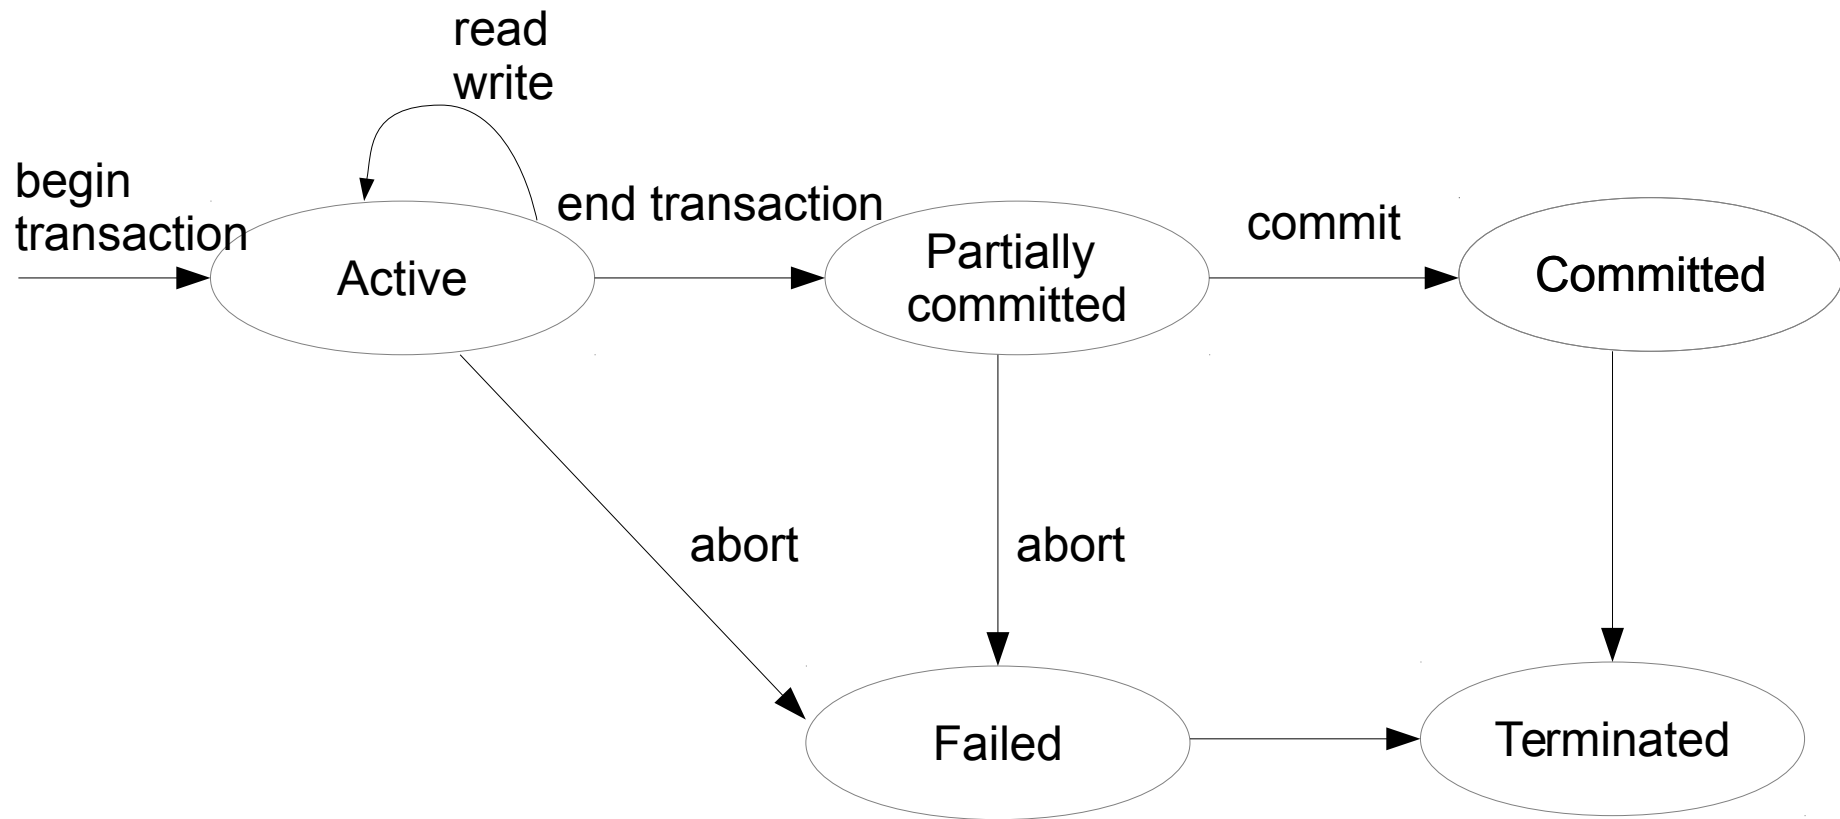 read
write
begin
transaction
end transaction
commit
Active
Partially
committed
Committed
abort
abort
Failed
Terminated